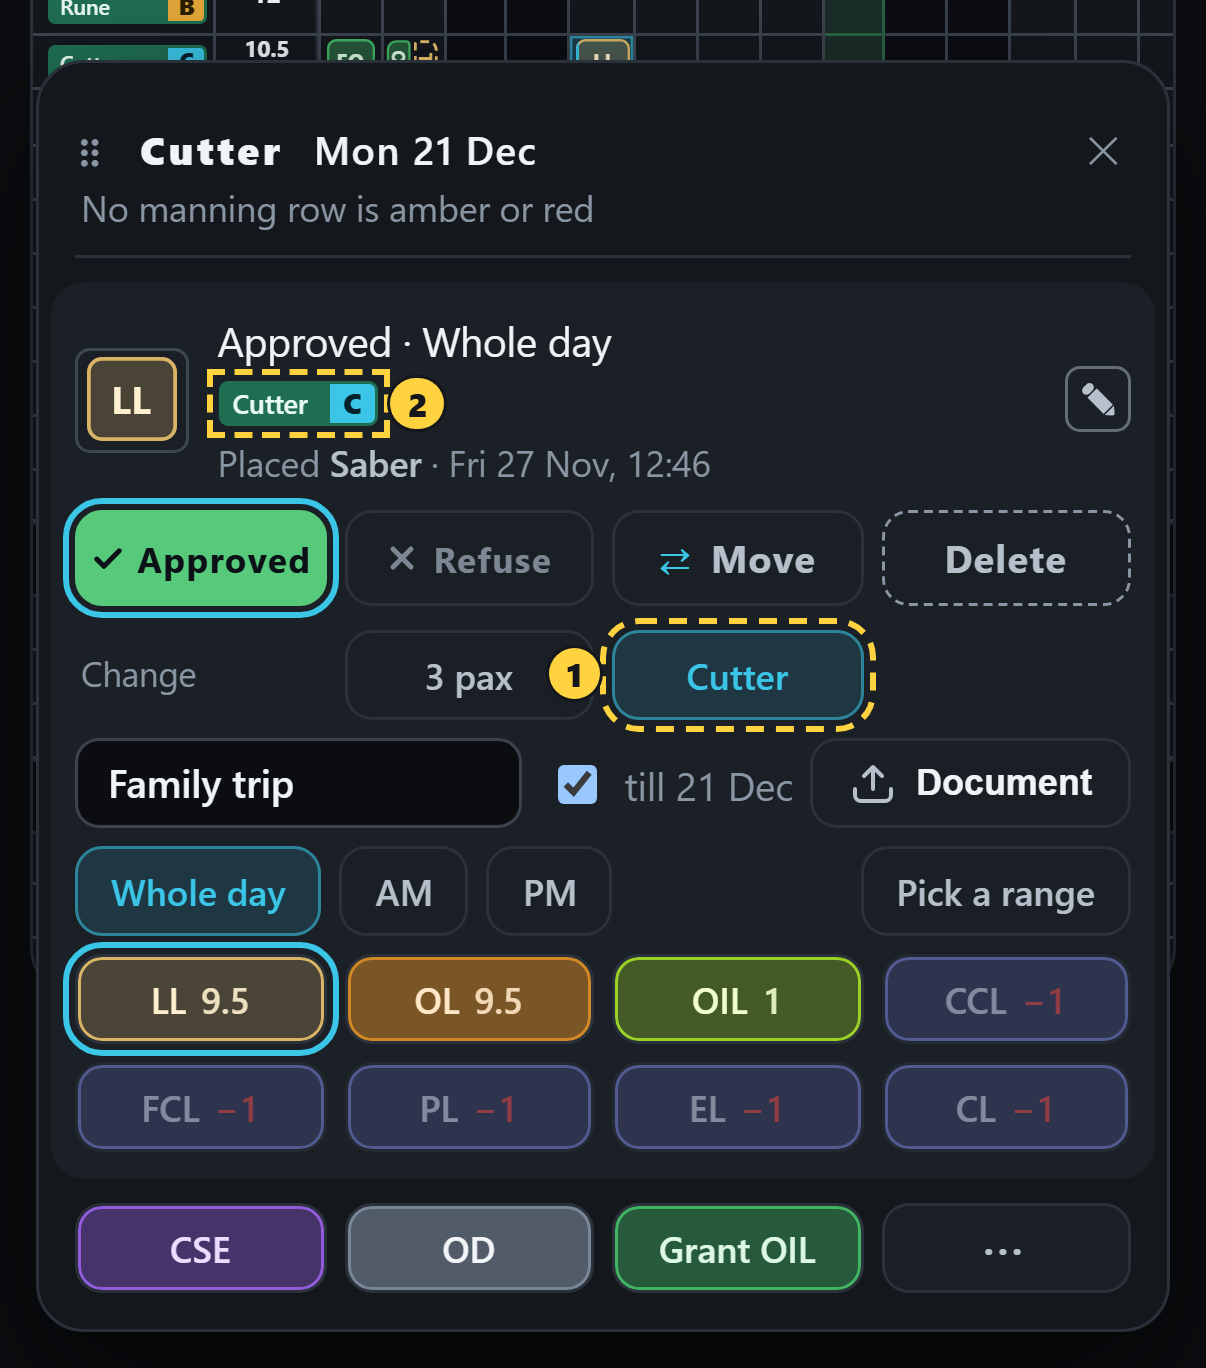 Rune B
10.5
Cutter Mon 21 Dec
No manning row is amber or red
LL
Approved · Whole day
Cutter C 2
Placed Saber · Fri 27 Nov, 12:46
✓ Approved ✕ Refuse ⇄ Move Delete
Change 3 pax 1 Cutter
Family trip till 21 Dec Document
Whole day AM PM Pick a range
LL 9.5 OL 9.5 OIL 1 CCL −1
FCL −1 PL −1 EL −1 CL −1
CSE OD Grant OIL ...